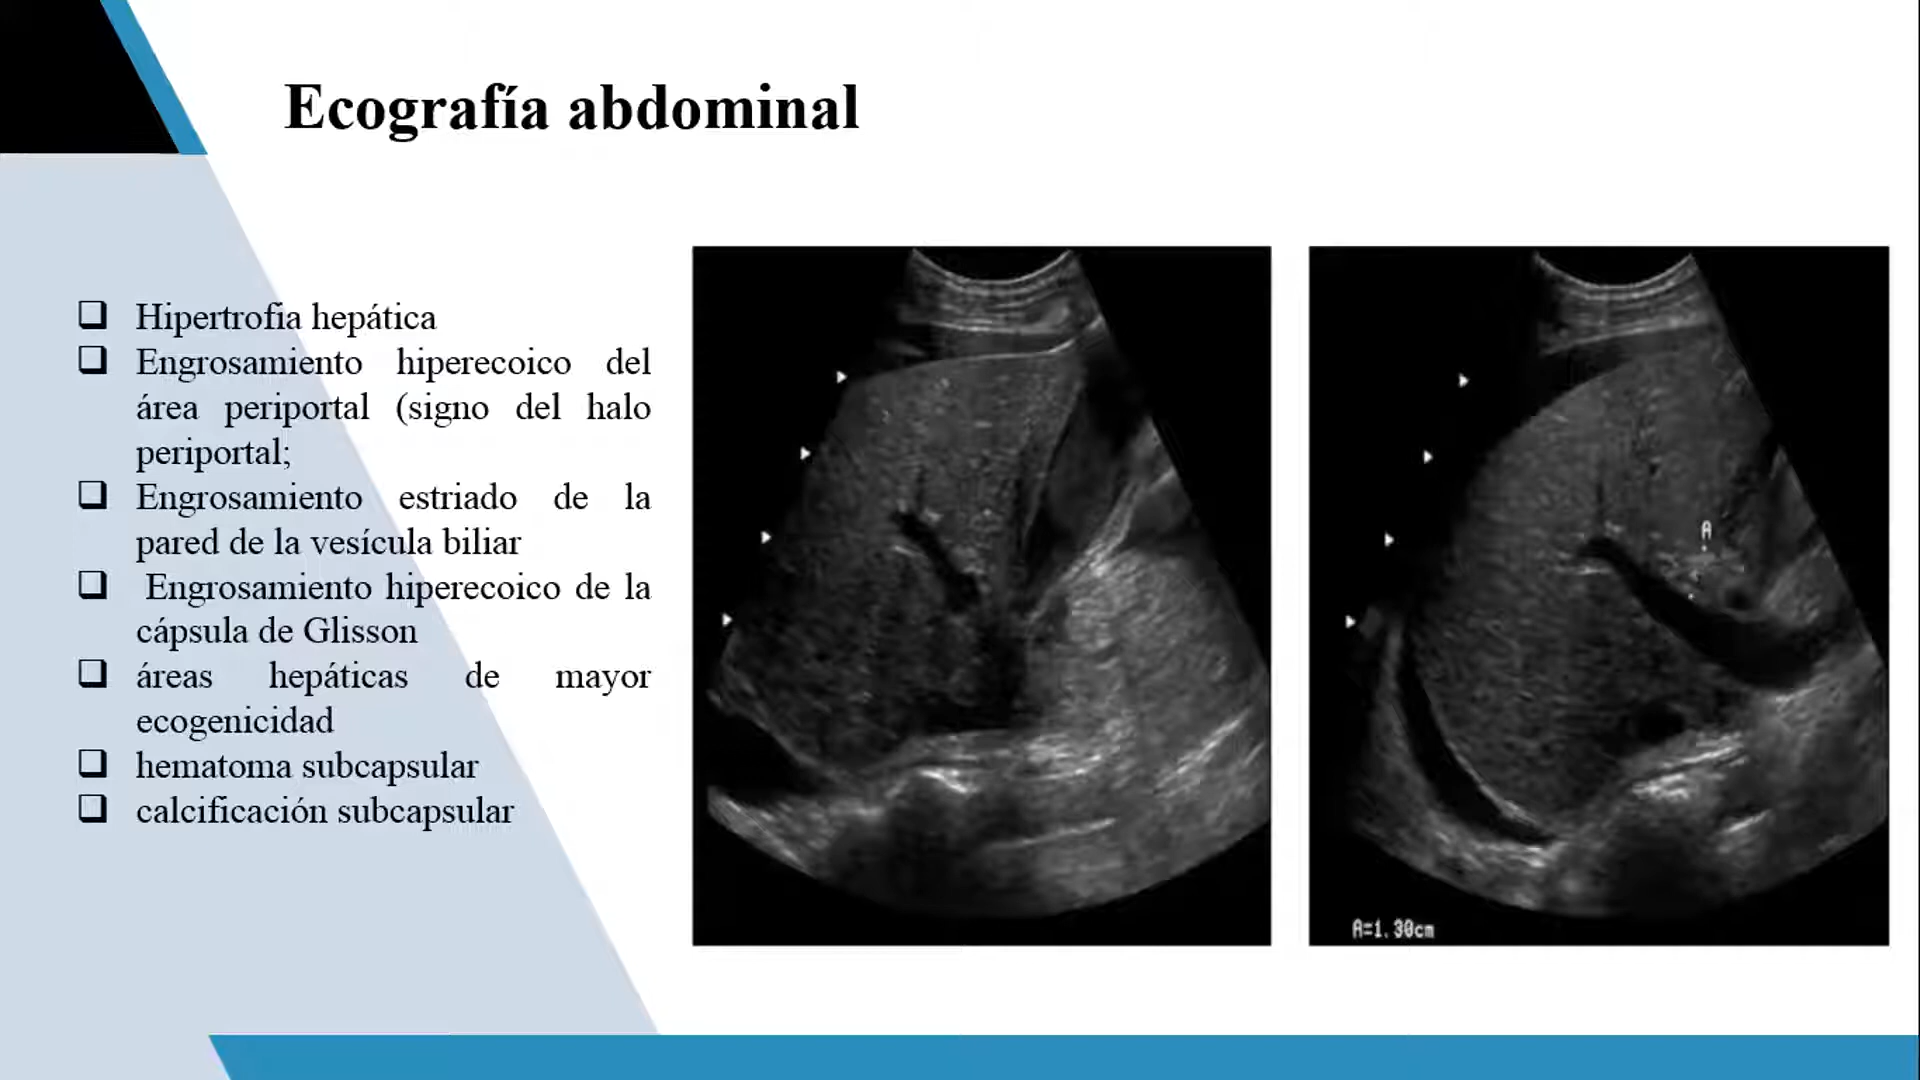 Ecografía abdominal
Hipertrofia hepática
Engrosamiento hiperecoico del
área periportal (signo del halo
periportal;
Engrosamiento estriado de la
pared de la vesícula biliar
Engrosamiento hiperecoico de la
cápsula de Glisson
áreas hepáticas de mayor
ecogenicidad
hematoma subcapsular
calcificación subcapsular
A
A=1.30cm